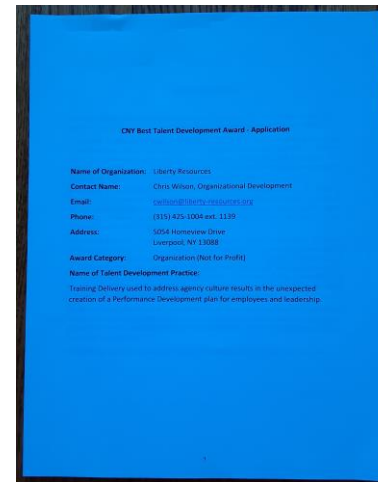 CNY Best Talent Development Award - Application
Name of Organization: Liberty Resources
Contact Name: Chris Wilson, Organizational Development
Email: cwilson@liberty-resources.org
Phone: (315) 425-1004 ext. 1139
Address: 5054 Homeview Drive
Liverpool, NY 13088
Award Category: Organization (Not for Profit)
Name of Talent Development Practice:
Training Delivery used to address agency culture results in the unexpected
creation of a Performance Development plan for employees and leadership.